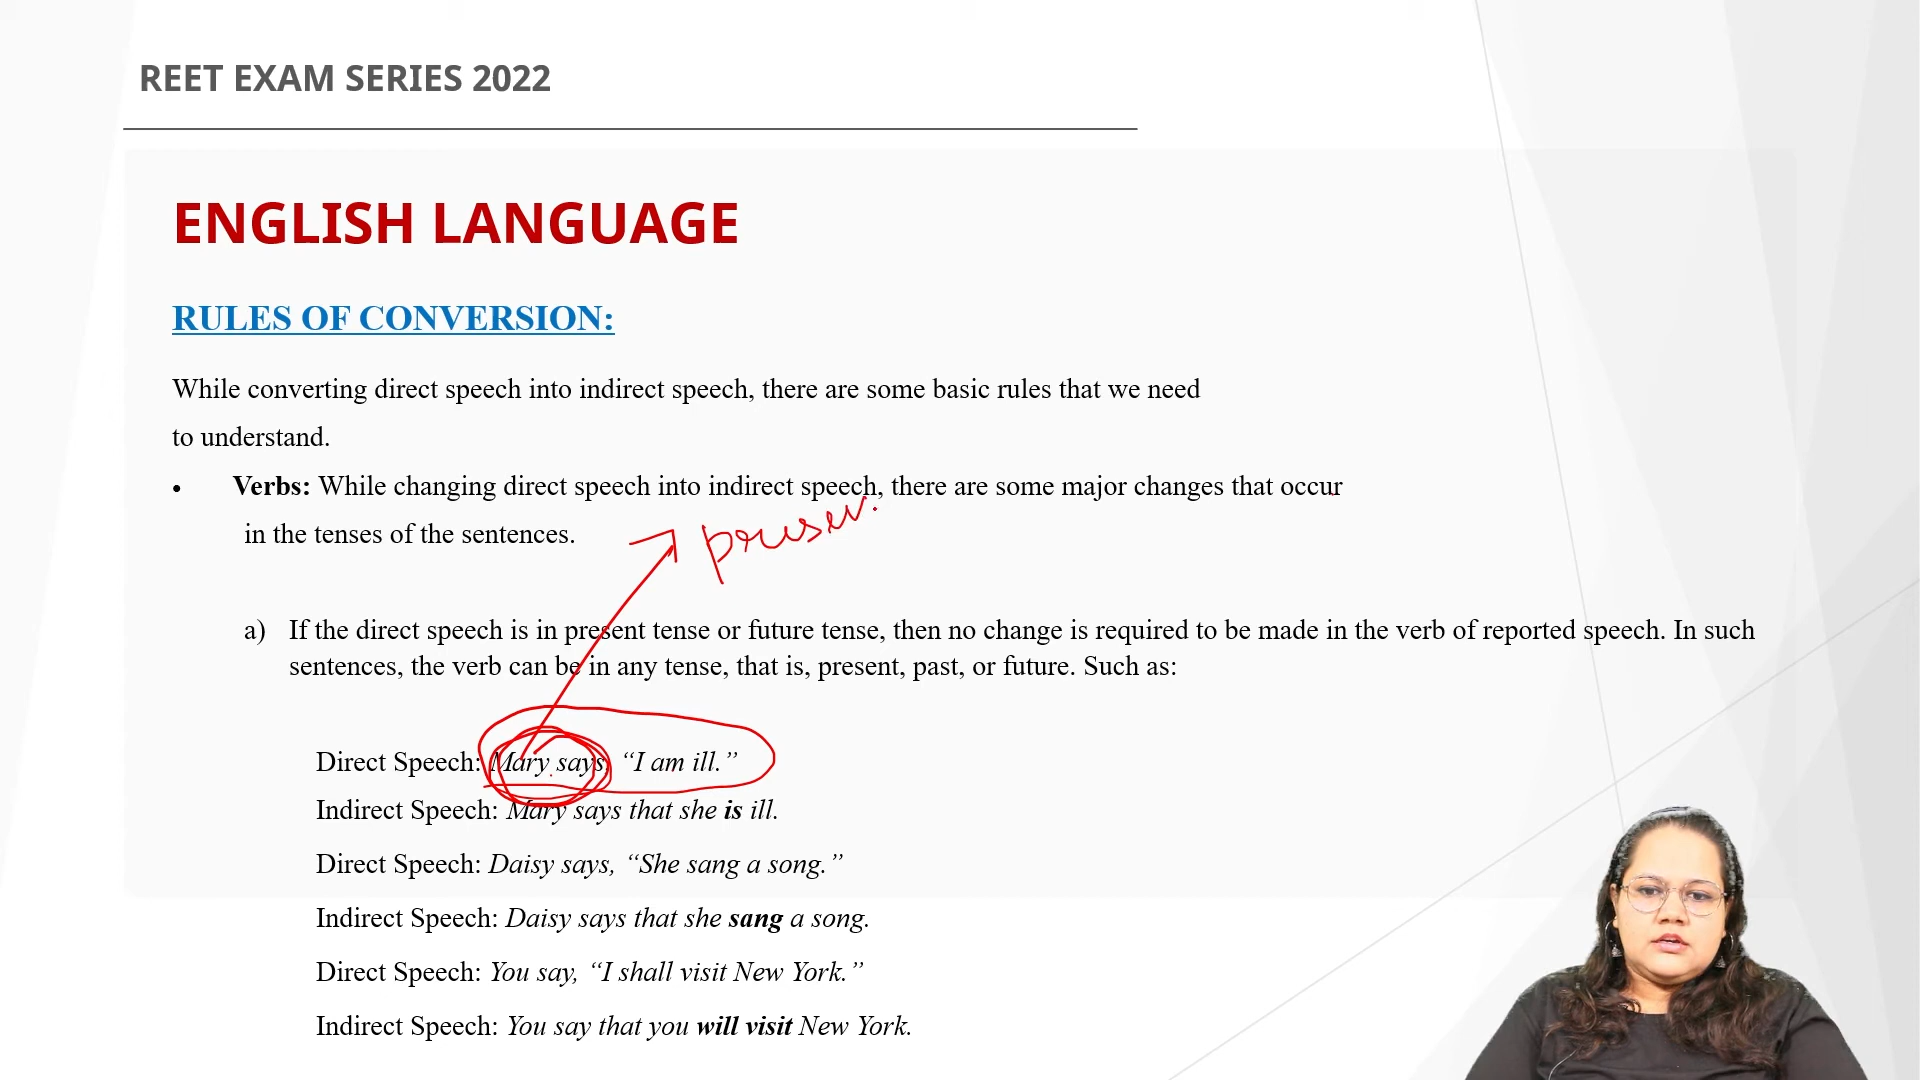 REET EXAM SERIES 2022
ENGLISH LANGUAGE
RULES OF CONVERSION:
While converting direct speech into indirect speech, there are some basic rules that we need
to understand.
• Verbs: While changing direct speech into indirect speech, there are some major changes that occur
in the tenses of the sentences.
a) If the direct speech is in present tense or future tense, then no change is required to be made in the verb of reported speech. In such
sentences, the verb can be in any tense, that is, present, past, or future. Such as:
Direct Speech: Mary says, “I am ill.”
Indirect Speech: Mary says that she is ill.
Direct Speech: Daisy says, “She sang a song.”
Indirect Speech: Daisy says that she sang a song.
Direct Speech: You say, “I shall visit New York.”
Indirect Speech: You say that you will visit New York.